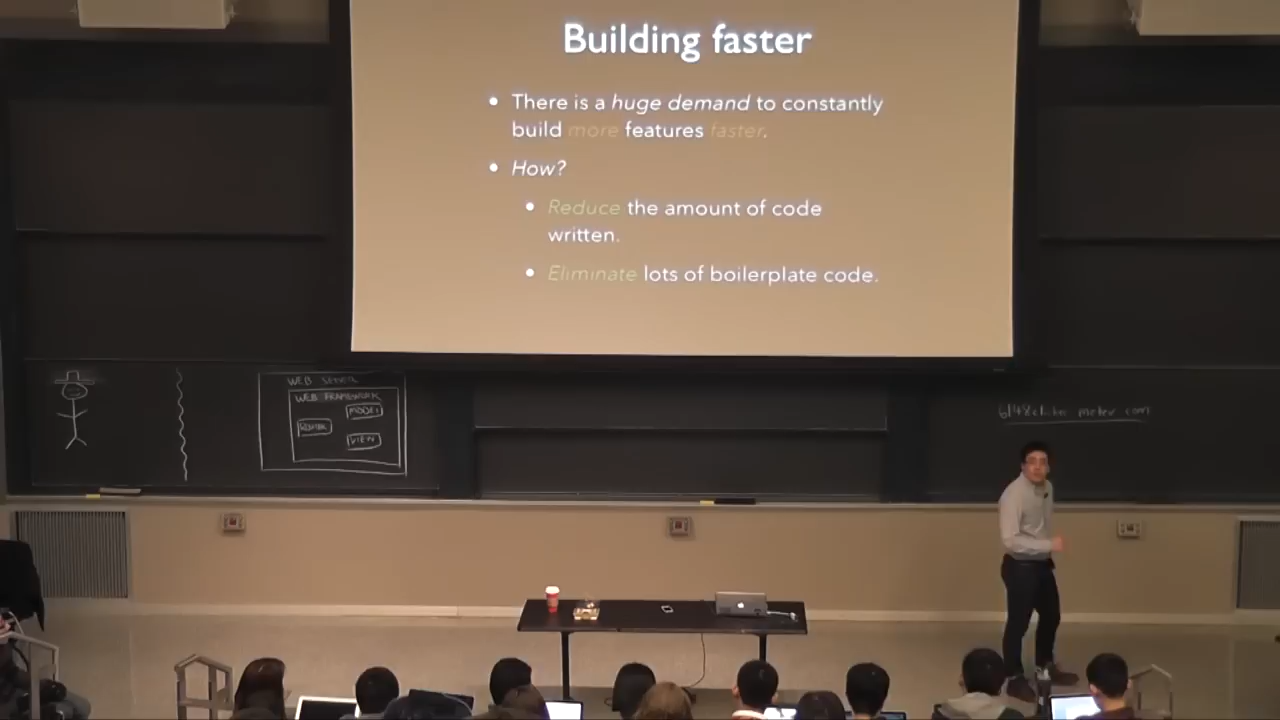 Building faster
• There is a huge demand to constantly
build more features faster.
• How?
• Reduce the amount of code
written.
• Eliminate lots of boilerplate code.
WEB SERVER
WEB FRAMEWORK
MODEL
ROUTER
VIEW